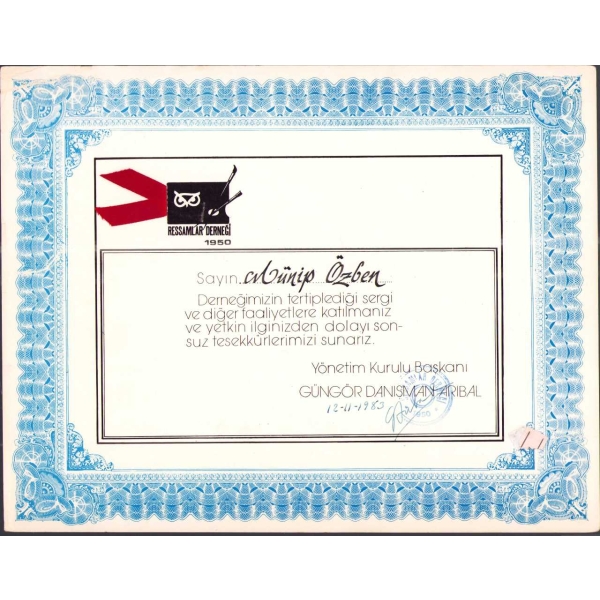 RESSAMLAR DERNEĞİ
1950
Sayın, Münip Özben
Derneğimizin tertiplediği sergi
ve diğer faaliyetlere katılmanız
ve yetkin ilginizden dolayı son-
suz teşekkürlerimizi sunarız.
Yönetim Kurulu Başkanı
GÜNGÖR DANIŞMAN ARIBAL
12-11-1983
1950